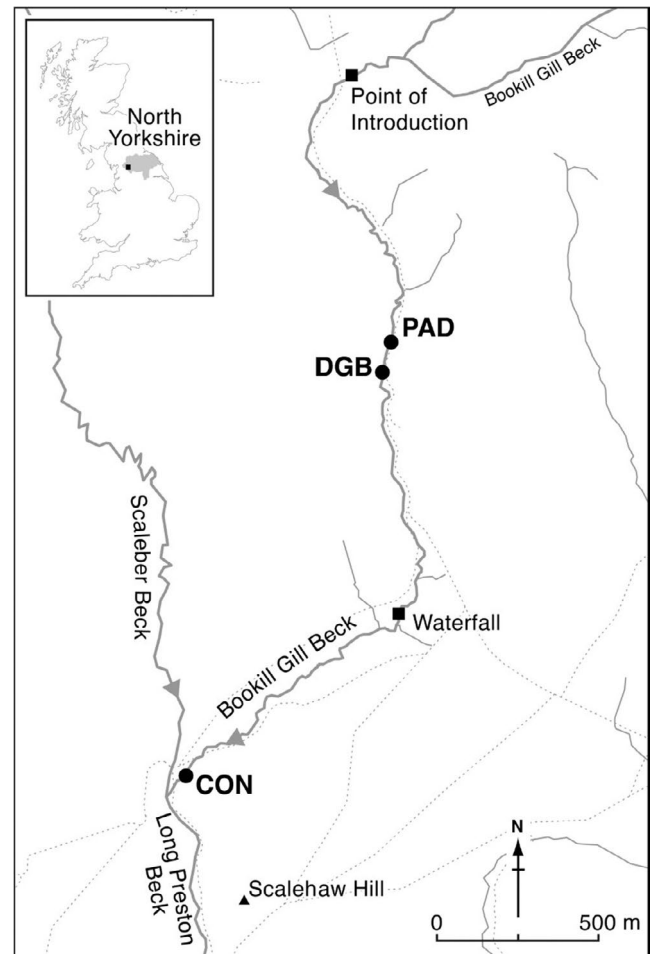 North
Yorkshire
Bookill Gill Beck
Point of
Introduction
PAD
DGB
Scaleber Beck
Waterfall
Bookill Gill Beck
CON
Long Preston
Beck
Scalehaw Hill
N
0 500 m